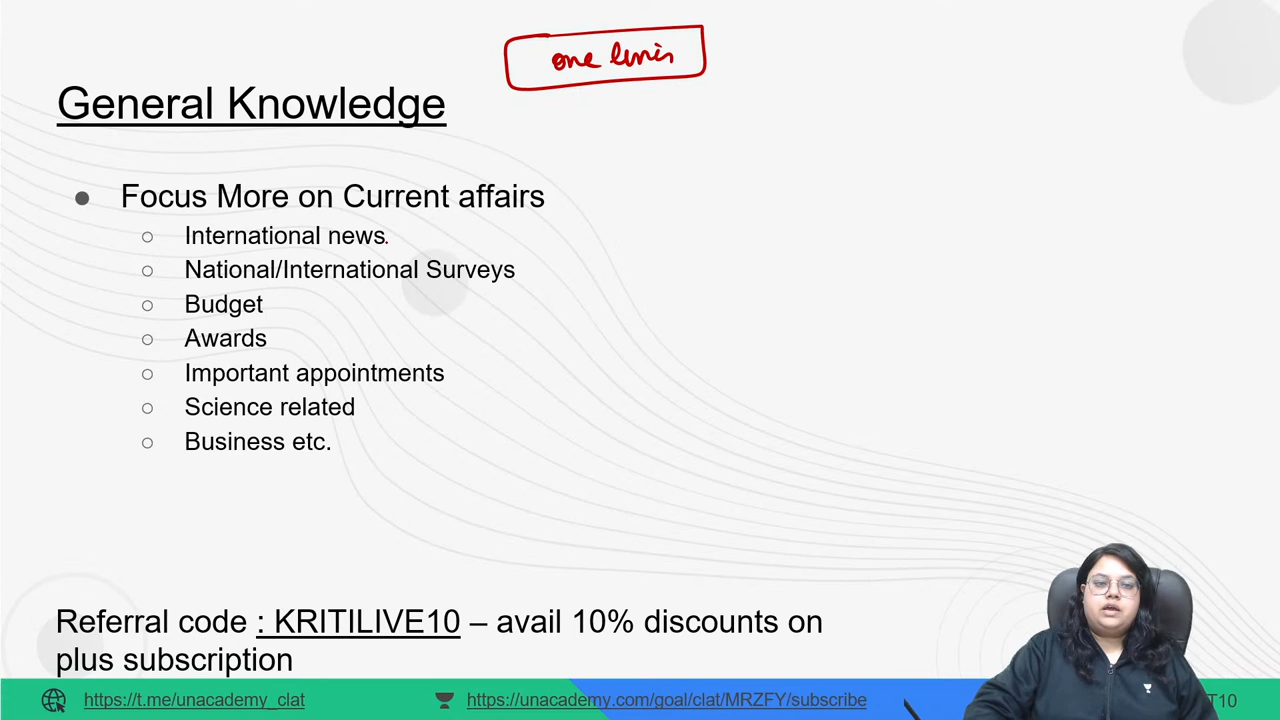 one liners
General Knowledge
● Focus More on Current affairs
○ International news.
○ National/International Surveys
○ Budget
○ Awards
○ Important appointments
○ Science related
○ Business etc.
Referral code : KRITILIVE10 – avail 10% discounts on
plus subscription
https://t.me/unacademy_clat
https://unacademy.com/goal/clat/MRZFY/subscribe
T10